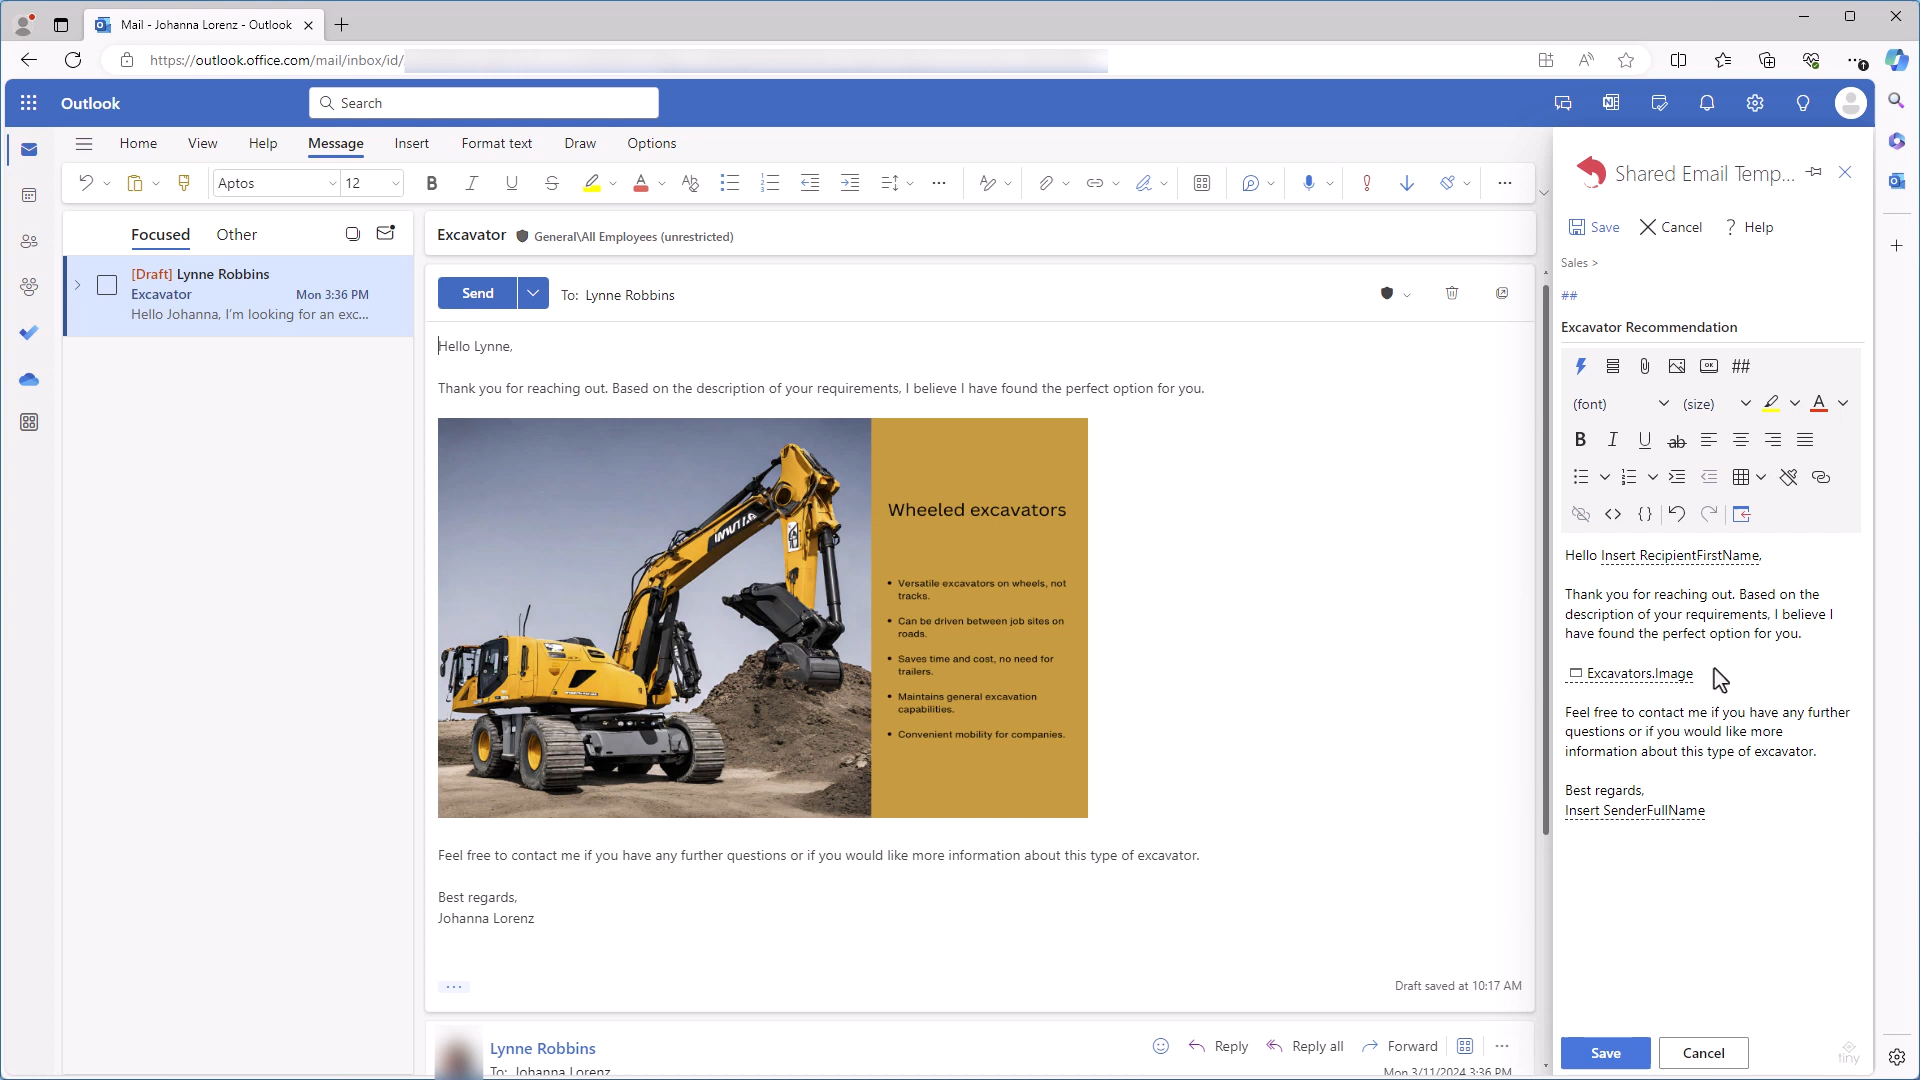 Mail - Johanna Lorenz - Outlook
https://outlook.office.com/mail/inbox/id/
Outlook
Search
Home View Help Message Insert Format text Draw Options
Aptos 12
Focused Other
[Draft] Lynne Robbins
Excavator Mon 3:36 PM
Hello Johanna, I'm looking for an exc...
Excavator General\All Employees (unrestricted)
Send To: Lynne Robbins
Hello Lynne,
Thank you for reaching out. Based on the description of your requirements, I believe I have found the perfect option for you.
Wheeled excavators
• Versatile excavators on wheels, not
tracks.
• Can be driven between job sites on
roads.
• Saves time and cost, no need for
trailers.
• Maintains general excavation
capabilities.
• Convenient mobility for companies.
Feel free to contact me if you have any further questions or if you would like more information about this type of excavator.
Best regards,
Johanna Lorenz
Draft saved at 10:17 AM
Lynne Robbins
Reply Reply all Forward
To: Johanna Lorenz
Mon 3/11/2024 3:36 PM
Shared Email Temp...
Save Cancel ? Help
Sales >
##
Excavator Recommendation
##
(font) (size)
Hello Insert RecipientFirstName,
Thank you for reaching out. Based on the
description of your requirements, I believe I
have found the perfect option for you.
Excavators.Image
Feel free to contact me if you have any further
questions or if you would like more
information about this type of excavator.
Best regards,
Insert SenderFullName
Save Cancel
tiny